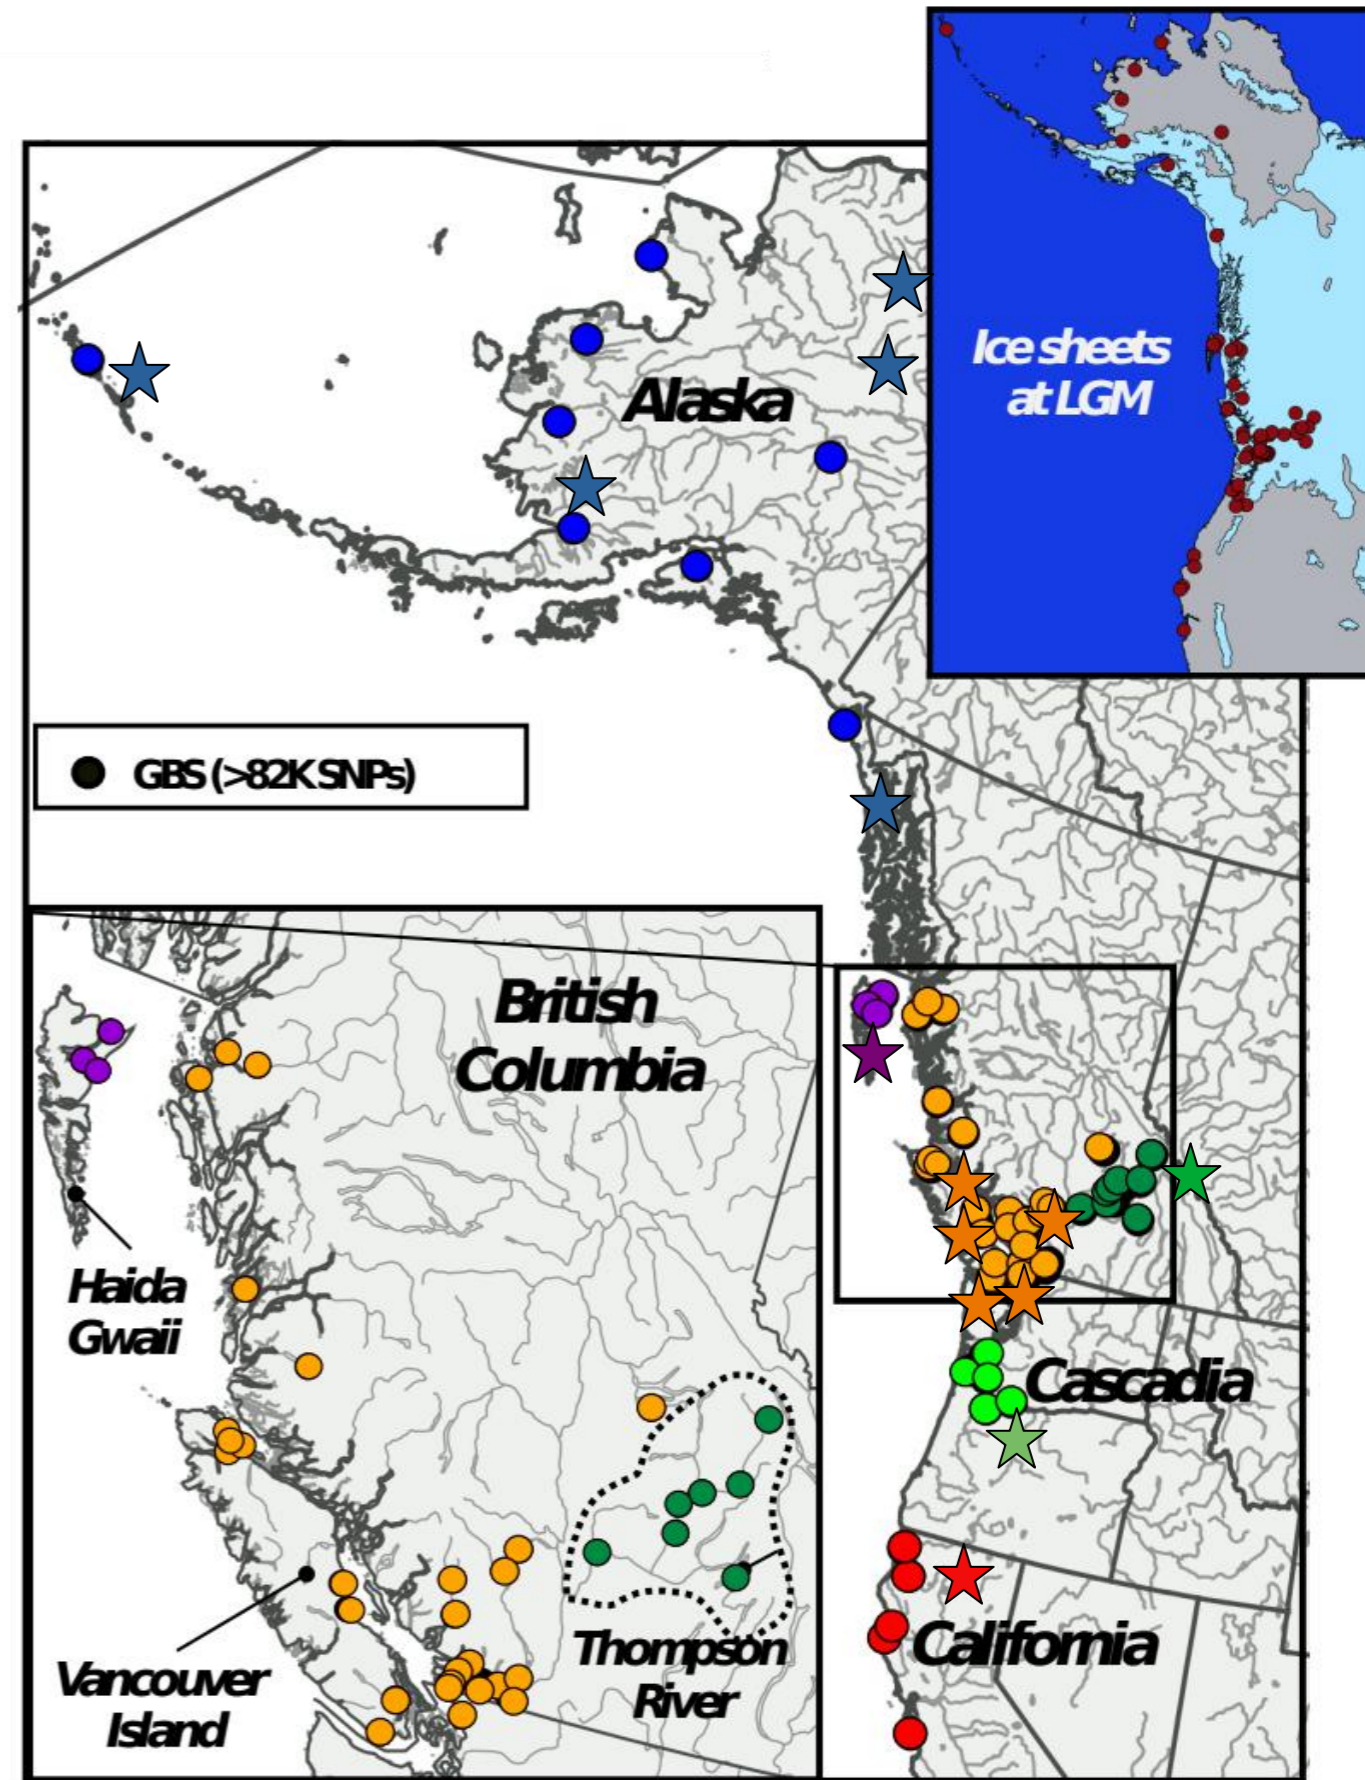 Ice sheets
at LGM
Alaska
GBS (>82K SNPs)
British
Columbia
Haida
Gwaii
Cascadia
Thompson
River
Vancouver
Island
California